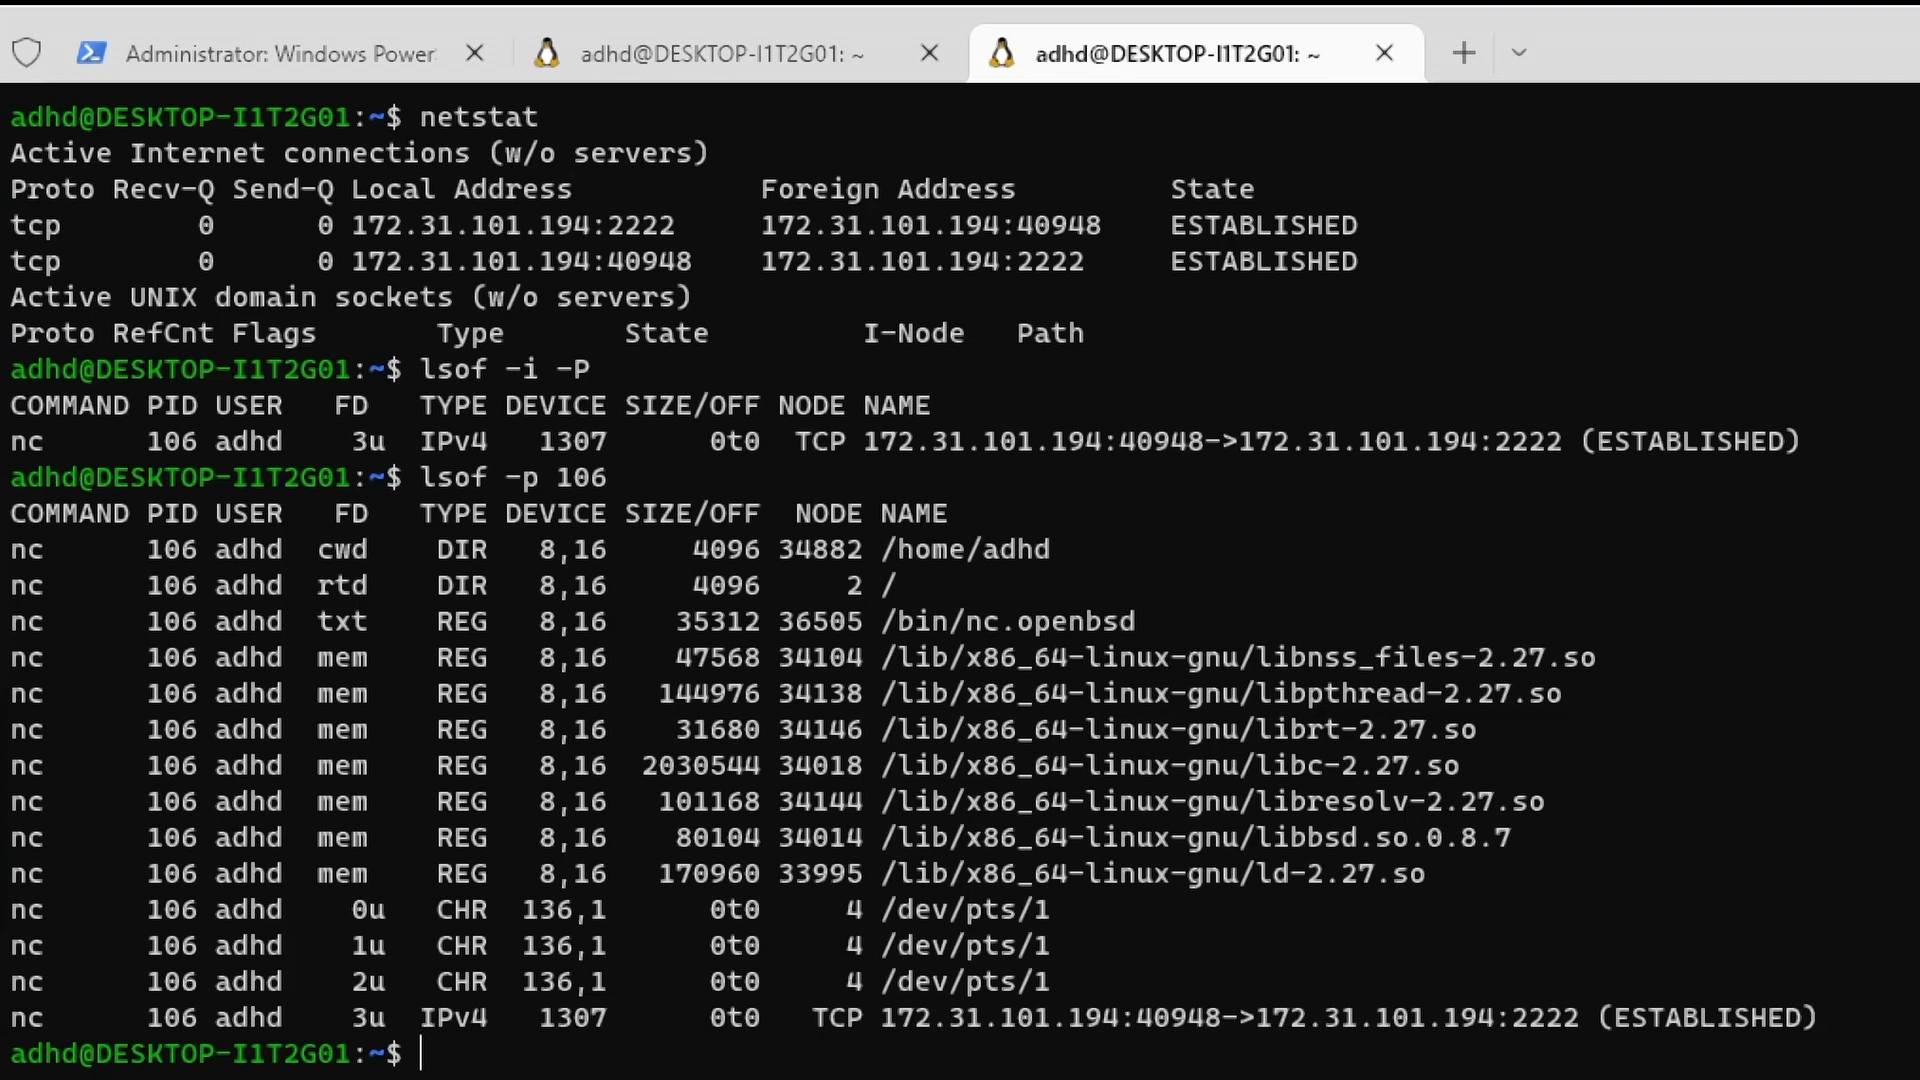 Administrator: Windows Power
adhd@DESKTOP-I1T2G01: ~
adhd@DESKTOP-I1T2G01: ~
adhd@DESKTOP-I1T2G01:~$ netstat
Active Internet connections (w/o servers)
Proto Recv-Q Send-Q Local Address           Foreign Address         State
tcp        0      0 172.31.101.194:2222     172.31.101.194:40948    ESTABLISHED
tcp        0      0 172.31.101.194:40948    172.31.101.194:2222     ESTABLISHED
Active UNIX domain sockets (w/o servers)
Proto RefCnt Flags       Type       State         I-Node   Path
adhd@DESKTOP-I1T2G01:~$ lsof -i -P
COMMAND PID USER   FD   TYPE DEVICE SIZE/OFF NODE NAME
nc      106 adhd    3u  IPv4   1307      0t0  TCP 172.31.101.194:40948->172.31.101.194:2222 (ESTABLISHED)
adhd@DESKTOP-I1T2G01:~$ lsof -p 106
COMMAND PID USER   FD   TYPE DEVICE SIZE/OFF  NODE NAME
nc      106 adhd  cwd    DIR   8,16     4096 34882 /home/adhd
nc      106 adhd  rtd    DIR   8,16     4096     2 /
nc      106 adhd  txt    REG   8,16    35312 36505 /bin/nc.openbsd
nc      106 adhd  mem    REG   8,16    47568 34104 /lib/x86_64-linux-gnu/libnss_files-2.27.so
nc      106 adhd  mem    REG   8,16   144976 34138 /lib/x86_64-linux-gnu/libpthread-2.27.so
nc      106 adhd  mem    REG   8,16    31680 34146 /lib/x86_64-linux-gnu/librt-2.27.so
nc      106 adhd  mem    REG   8,16  2030544 34018 /lib/x86_64-linux-gnu/libc-2.27.so
nc      106 adhd  mem    REG   8,16   101168 34144 /lib/x86_64-linux-gnu/libresolv-2.27.so
nc      106 adhd  mem    REG   8,16    80104 34014 /lib/x86_64-linux-gnu/libbsd.so.0.8.7
nc      106 adhd  mem    REG   8,16   170960 33995 /lib/x86_64-linux-gnu/ld-2.27.so
nc      106 adhd    0u   CHR  136,1      0t0     4 /dev/pts/1
nc      106 adhd    1u   CHR  136,1      0t0     4 /dev/pts/1
nc      106 adhd    2u   CHR  136,1      0t0     4 /dev/pts/1
nc      106 adhd    3u  IPv4   1307      0t0   TCP 172.31.101.194:40948->172.31.101.194:2222 (ESTABLISHED)
adhd@DESKTOP-I1T2G01:~$